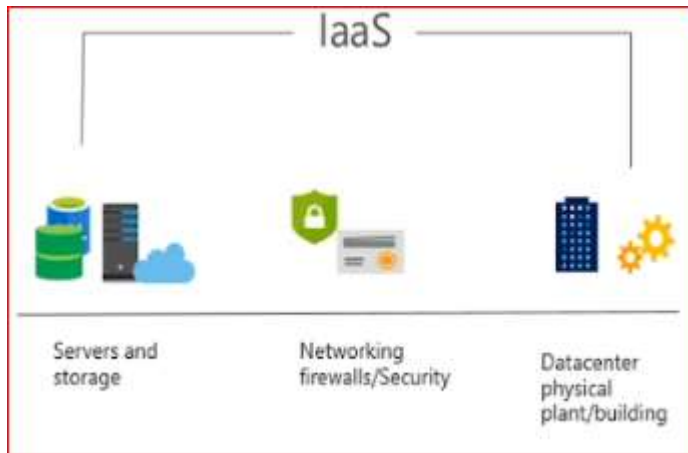 IaaS
Servers and
storage
Networking
firewalls/Security
Datacenter
physical
plant/building